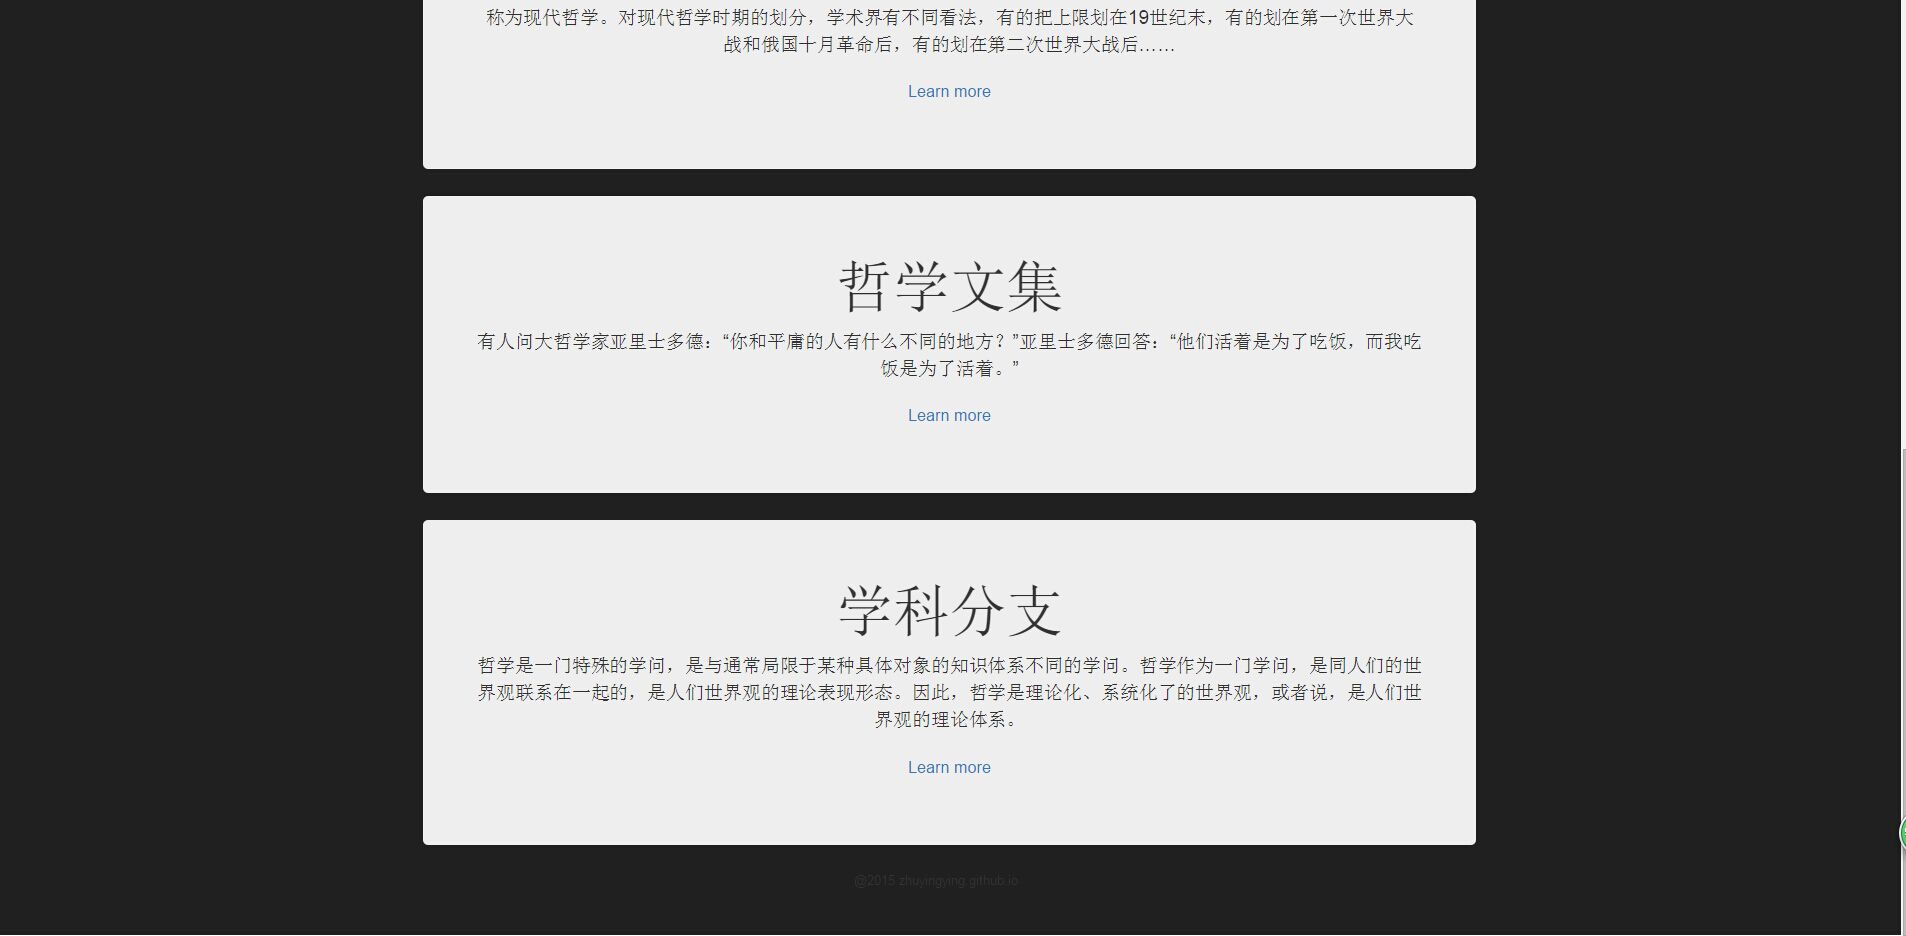 称为现代哲学。对现代哲学时期的划分，学术界有不同看法，有的把上限划在19世纪末，有的划在第一次世界大
战和俄国十月革命后，有的划在第二次世界大战后……
Learn more
哲学文集
有人问大哲学家亚里士多德：“你和平庸的人有什么不同的地方？”亚里士多德回答：“他们活着是为了吃饭，而我吃
饭是为了活着。”
Learn more
学科分支
哲学是一门特殊的学问，是与通常局限于某种具体对象的知识体系不同的学问。哲学作为一门学问，是同人们的世
界观联系在一起的，是人们世界观的理论表现形态。因此，哲学是理论化、系统化了的世界观，或者说，是人们世
界观的理论体系。
Learn more
@2015 zhuyingying.github.io